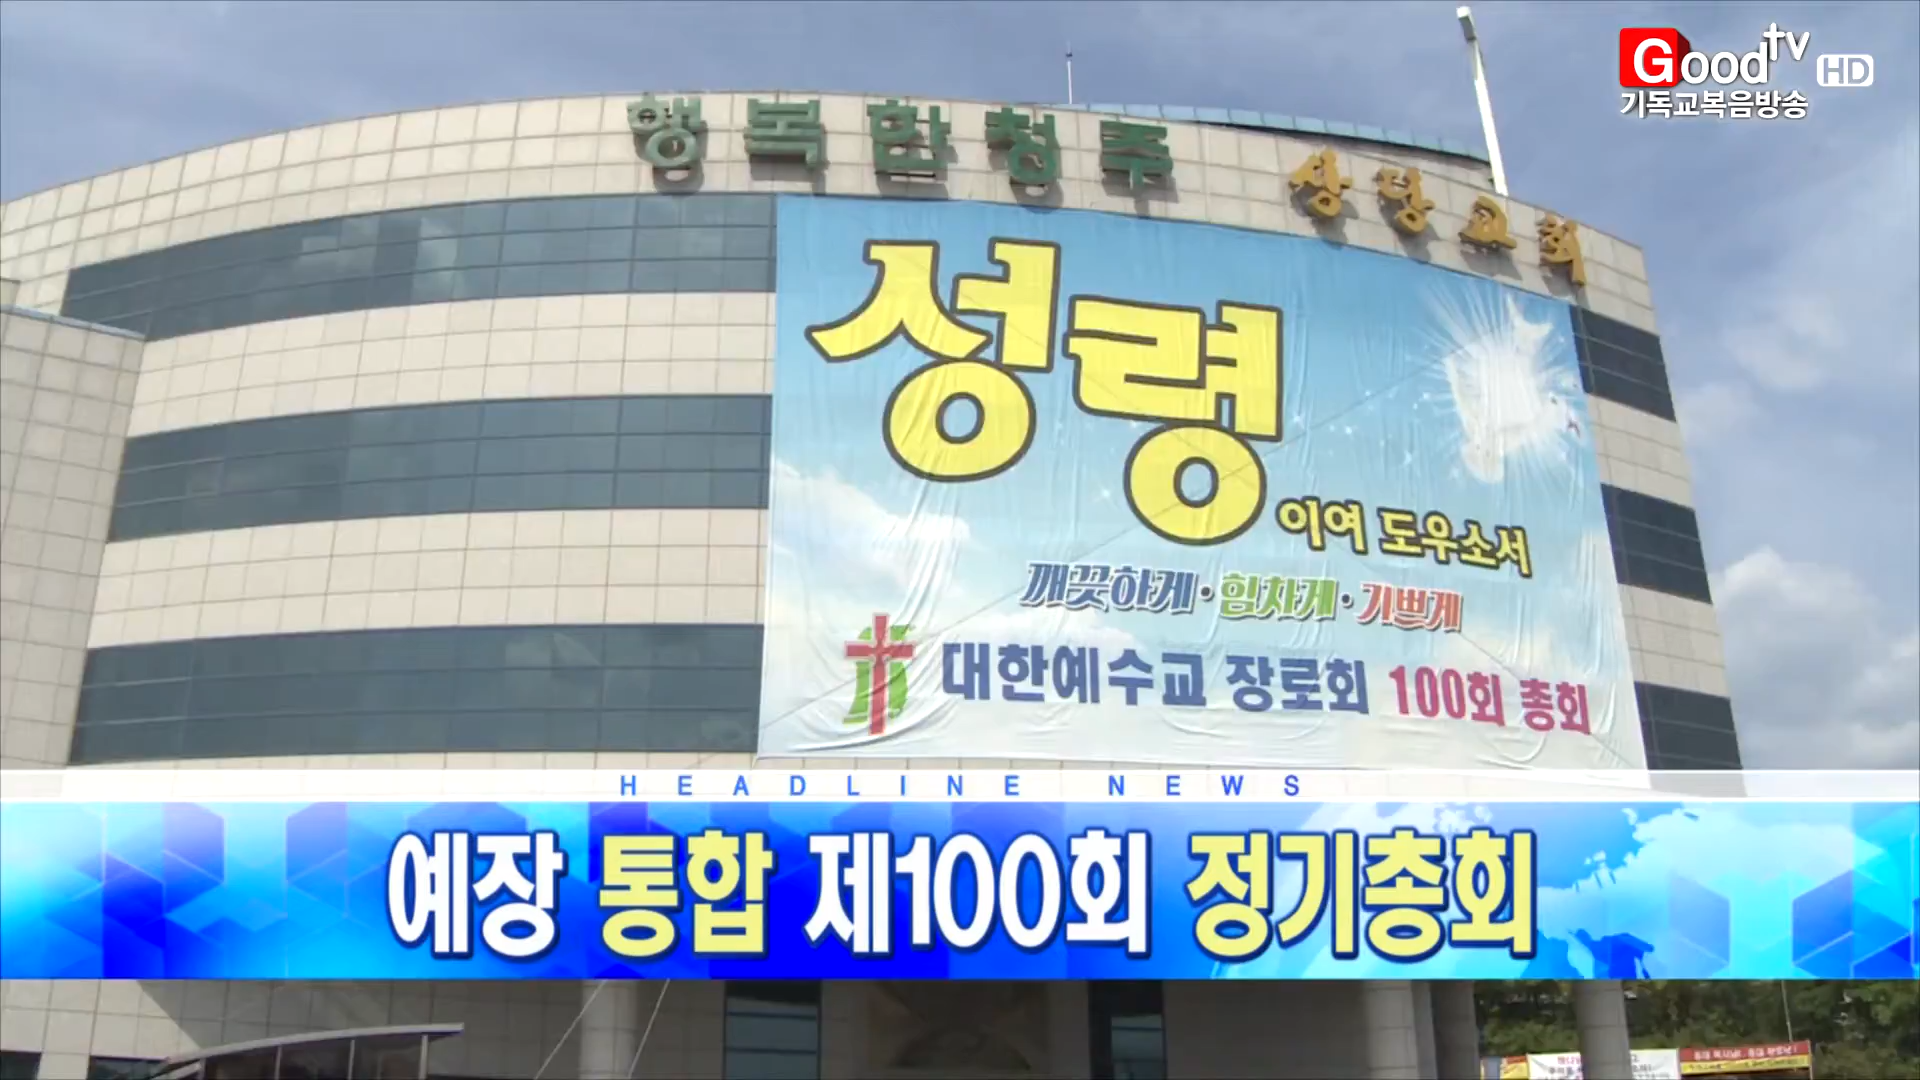 Good tv HD
기독교복음방송
행복한청주 상당교회
성령이여 도우소서
깨끗하게·힘차게·기쁘게
대한예수교 장로회 100회 총회
HEADLINE NEWS
예장 통합 제100회 정기총회